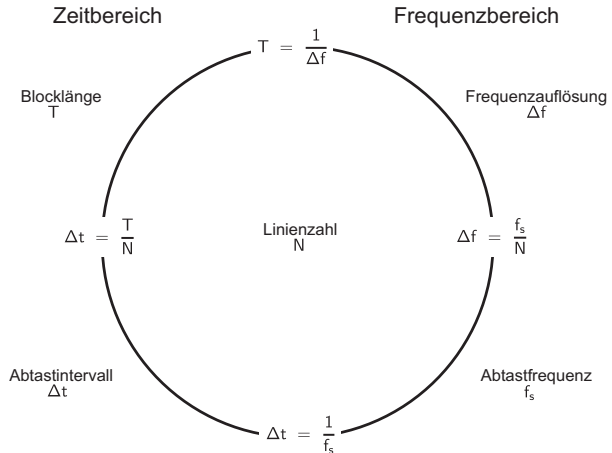 Zeitbereich
Frequenzbereich
T = 1/Δf
Blocklänge
T
Frequenzauflösung
Δf
Δt = T/N
Linienzahl
N
Δf = fₛ/N
Abtastintervall
Δt
Abtastfrequenz
fₛ
Δt = 1/fₛ